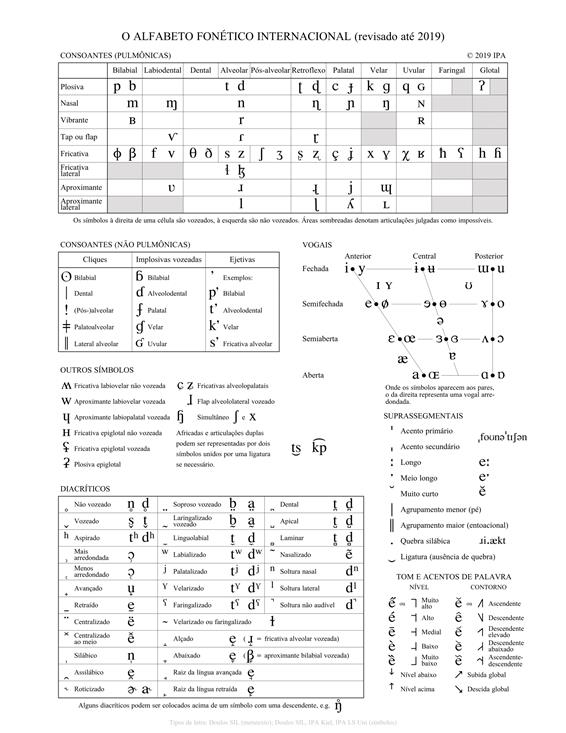 O ALFABETO FONÉTICO INTERNACIONAL (revisado até 2019)
CONSOANTES (PULMÔNICAS) © 2019 IPA
Bilabial Labiodental Dental Alveolar Pós-alveolar Retroflexo Palatal Velar Uvular Faringal Glotal
Plosiva p b t d ʈ ɖ c ɟ k ɡ q ɢ ʔ
Nasal m ɱ n ɳ ɲ ŋ ɴ
Vibrante ʙ r ʀ
Tap ou flap ⱱ ɾ ɽ
Fricativa ɸ β f v θ ð s z ʃ ʒ ʂ ʐ ç ʝ x ɣ χ ʁ ħ ʕ h ɦ
Fricativa lateral ɬ ɮ
Aproximante ʋ ɹ ɻ j ɰ
Aproximante lateral l ɭ ʎ ʟ
Os símbolos à direita de uma célula são vozeados, à esquerda são não vozeados. Áreas sombreadas denotam articulações julgadas como impossíveis.
CONSOANTES (NÃO PULMÔNICAS)
Cliques Implosivas vozeadas Ejetivas
ʘ Bilabial ɓ Bilabial ʼ Exemplos:
ǀ Dental ɗ Alveolodental pʼ Bilabial
ǃ (Pós-)alveolar ʄ Palatal tʼ Alveolodental
ǂ Palatoalveolar ɠ Velar kʼ Velar
ǁ Lateral alveolar ʛ Uvular sʼ Fricativa alveolar
VOGAIS
Anterior Central Posterior
Fechada i • y ɨ • ʉ ɯ • u
ɪ ʏ ʊ
Semifechada e • ø ɘ • ɵ ɤ • o
ə
Semiaberta ɛ • œ ɜ • ɞ ʌ • ɔ
æ ɐ
Aberta a • ɶ ɑ • ɒ
Onde os símbolos aparecem aos pares,
o da direita representa uma vogal arre-
dondada.
OUTROS SÍMBOLOS
ʍ Fricativa labiovelar não vozeada ɕ ʑ Fricativas alveolopalatais
w Aproximante labiovelar vozeada ɺ Flap alveololateral vozeado
ɥ Aproximante labiopalatal vozeada ɧ Simultâneo ʃ e x
ʜ Fricativa epiglotal não vozeada
ʢ Fricativa epiglotal vozeada
ʡ Plosiva epiglotal
Africadas e articulações duplas
podem ser representadas por dois
símbolos unidos por uma ligatura
se necessário.
t͜s k͡p
SUPRASSEGMENTAIS
ˈ Acento primário ˌfoʊnəˈtɪʃən
ˌ Acento secundário
ː Longo eː
ˑ Meio longo eˑ
˘ Muito curto ĕ
| Agrupamento menor (pé)
‖ Agrupamento maior (entoacional)
. Quebra silábica ɹi.ækt
‿ Ligatura (ausência de quebra)
DIACRÍTICOS
̥ Não vozeado n̥ d̥ ̤ Soproso vozeado b̤ a̤ ̪ Dental t̪ d̪
̬ Vozeado s̬ t̬ ̰ Laringalizado vozeado b̰ a̰ ̺ Apical t̺ d̺
ʰ Aspirado tʰ dʰ ̼ Linguolabial t̼ d̼ ̻ Laminar t̻ d̻
̹ Mais arredondada ɔ̹ ʷ Labializado tʷ dʷ ̃ Nasalizado ẽ
̜ Menos arredondada ɔ̜ ʲ Palatalizado tʲ dʲ ⁿ Soltura nasal dⁿ
̟ Avançado u̟ ˠ Velarizado tˠ dˠ ˡ Soltura lateral dˡ
̠ Retraído e̠ ˤ Faringalizado tˤ dˤ ̚ Soltura não audível d̚
̈ Centralizado ë ̴ Velarizado ou faringalizado ɫ
̽ Centralizado ao meio e̽ ̝ Alçado e̝ (ɹ̝ = fricativa alveolar vozeada)
̩ Silábico n̩ ̞ Abaixado e̞ (β̞ = aproximante bilabial vozeada)
̯ Assilábico e̯ ̘ Raiz da língua avançada e̘
˞ Roticizado ɚ a˞ ̙ Raiz da língua retraída e̙
Alguns diacríticos podem ser colocados acima de um símbolo com um descendente, e.g. ŋ̊
TOM E ACENTOS DE PALAVRA
NÍVEL CONTORNO
e̋ ou ˥ Muito alto ě ou ˩˥ Ascendente
é ˦ Alto ê ˥˩ Descendente
ē ˧ Medial e᷄ ˦˥ Descendente elevado
è ˨ Baixo e᷅ ˩˨ Descendente abaixado
ȅ ˩ Muito baixo e᷈ ˧˦˧ Ascendente-descendente
ꜜ Nível abaixo ↗ Subida global
ꜛ Nível acima ↘ Descida global
Tipos de letra: Doulos SIL (metatexto); Doulos SIL, IPA Kiel, IPA LS Uni (símbolos)